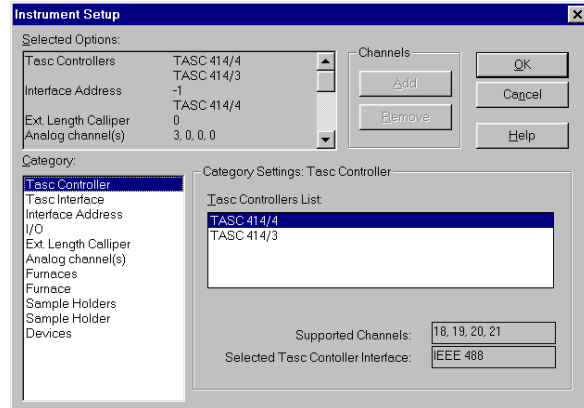 Instrument Setup
Selected Options:
Tasc Controllers TASC 414/4
TASC 414/3
Interface Address -1
TASC 414/4
Ext. Length Calliper 0
Analog channel(s) 3, 0, 0, 0
Channels
Add
Remove
OK
Cancel
Help
Category:
Tasc Controller
Tasc Interface
Interface Address
I/O
Ext. Length Calliper
Analog channel(s)
Furnaces
Furnace
Sample Holders
Sample Holder
Devices
Category Settings: Tasc Controller
Tasc Controllers List:
TASC 414/4
TASC 414/3
Supported Channels: 18, 19, 20, 21
Selected Tasc Contoller Interface: IEEE 488